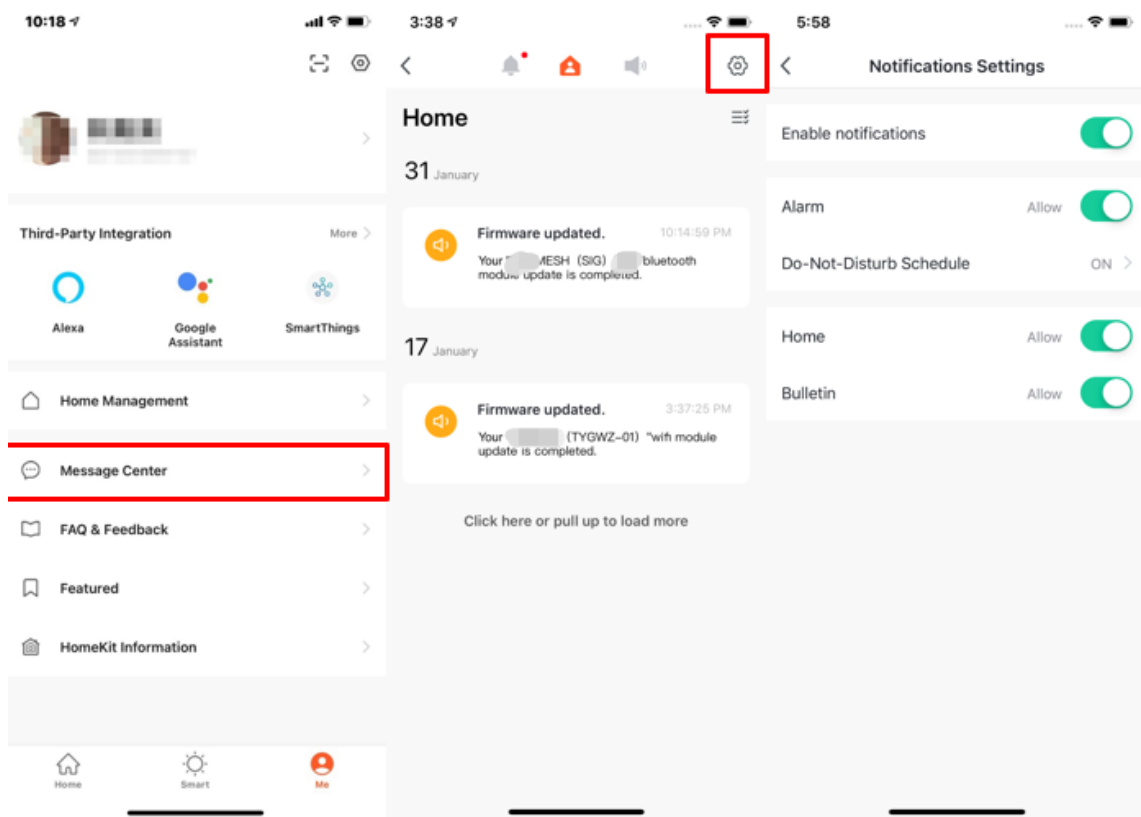 10:18
Third-Party Integration
More
Alexa
Google
Assistant
SmartThings
Home Management
Message Center
FAQ & Feedback
Featured
HomeKit Information
Home
Smart
Me
3:38
Home
31 January
Firmware updated.
10:14:59 PM
Your MESH (SIG) bluetooth
module update is completed.
17 January
Firmware updated.
3:37:25 PM
Your (TYGWZ-01) "wifi module
update is completed.
Click here or pull up to load more
5:58
Notifications Settings
Enable notifications
Alarm
Allow
Do-Not-Disturb Schedule
ON
Home
Allow
Bulletin
Allow